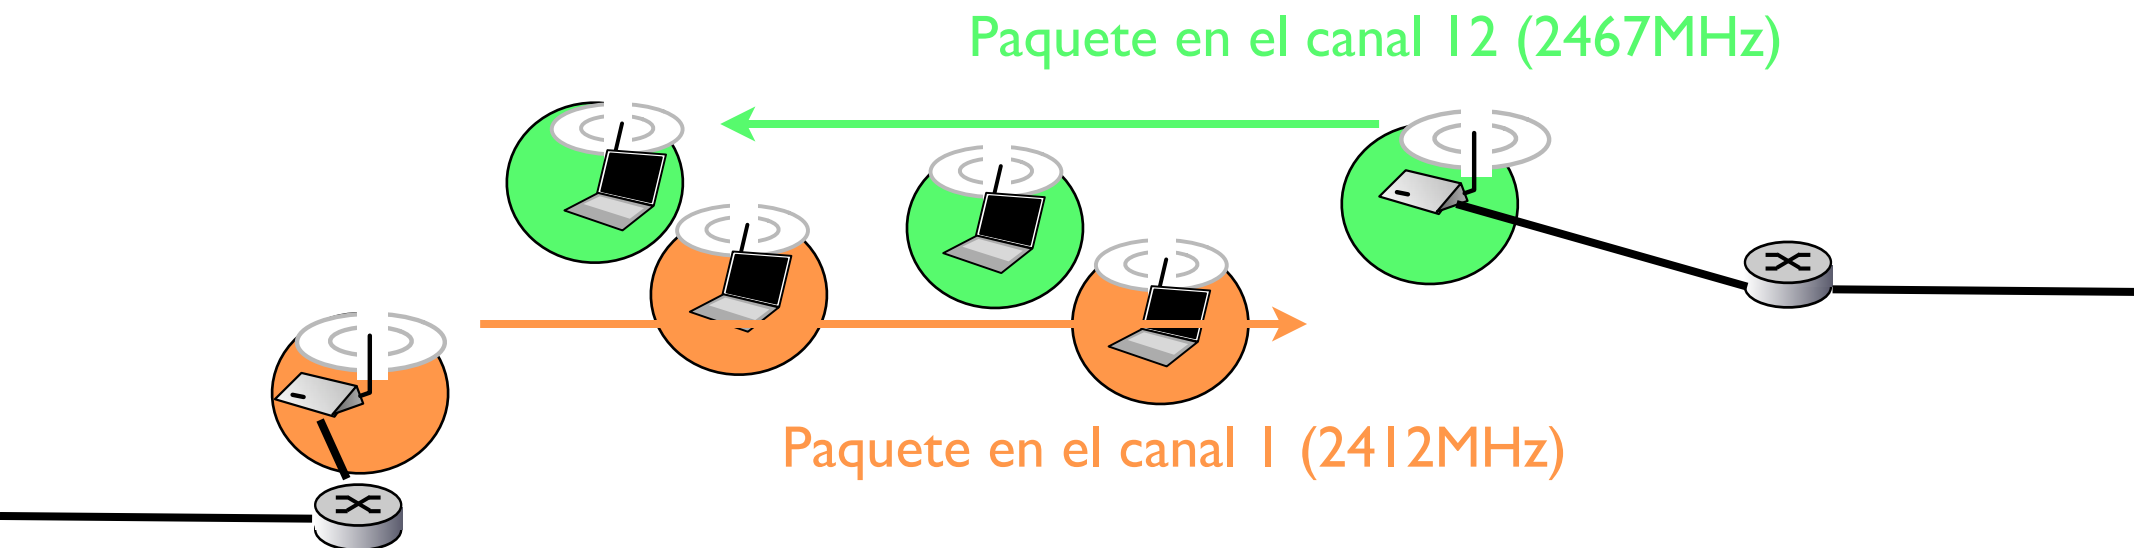 Paquete en el canal 12 (2467MHz)
Paquete en el canal 1 (2412MHz)